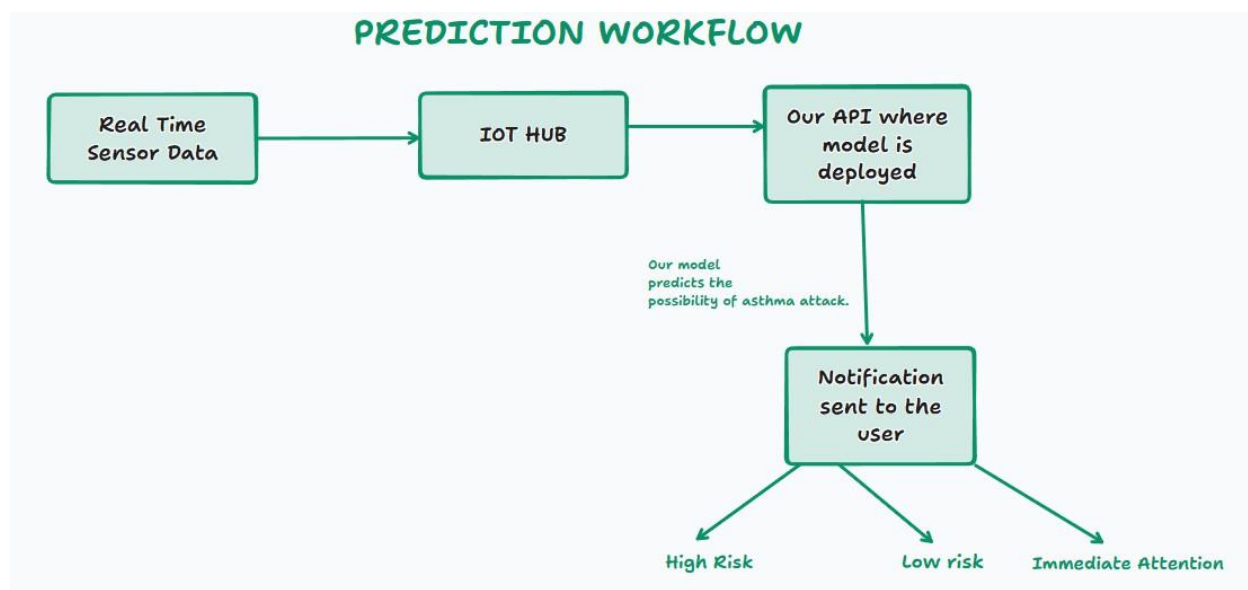 PREDICTION WORKFLOW
Real Time
Sensor Data
IOT HUB
Our API where
model is
deployed
Our model
predicts the
possibility of asthma attack.
Notification
sent to the
user
High Risk
Low risk
Immediate Attention